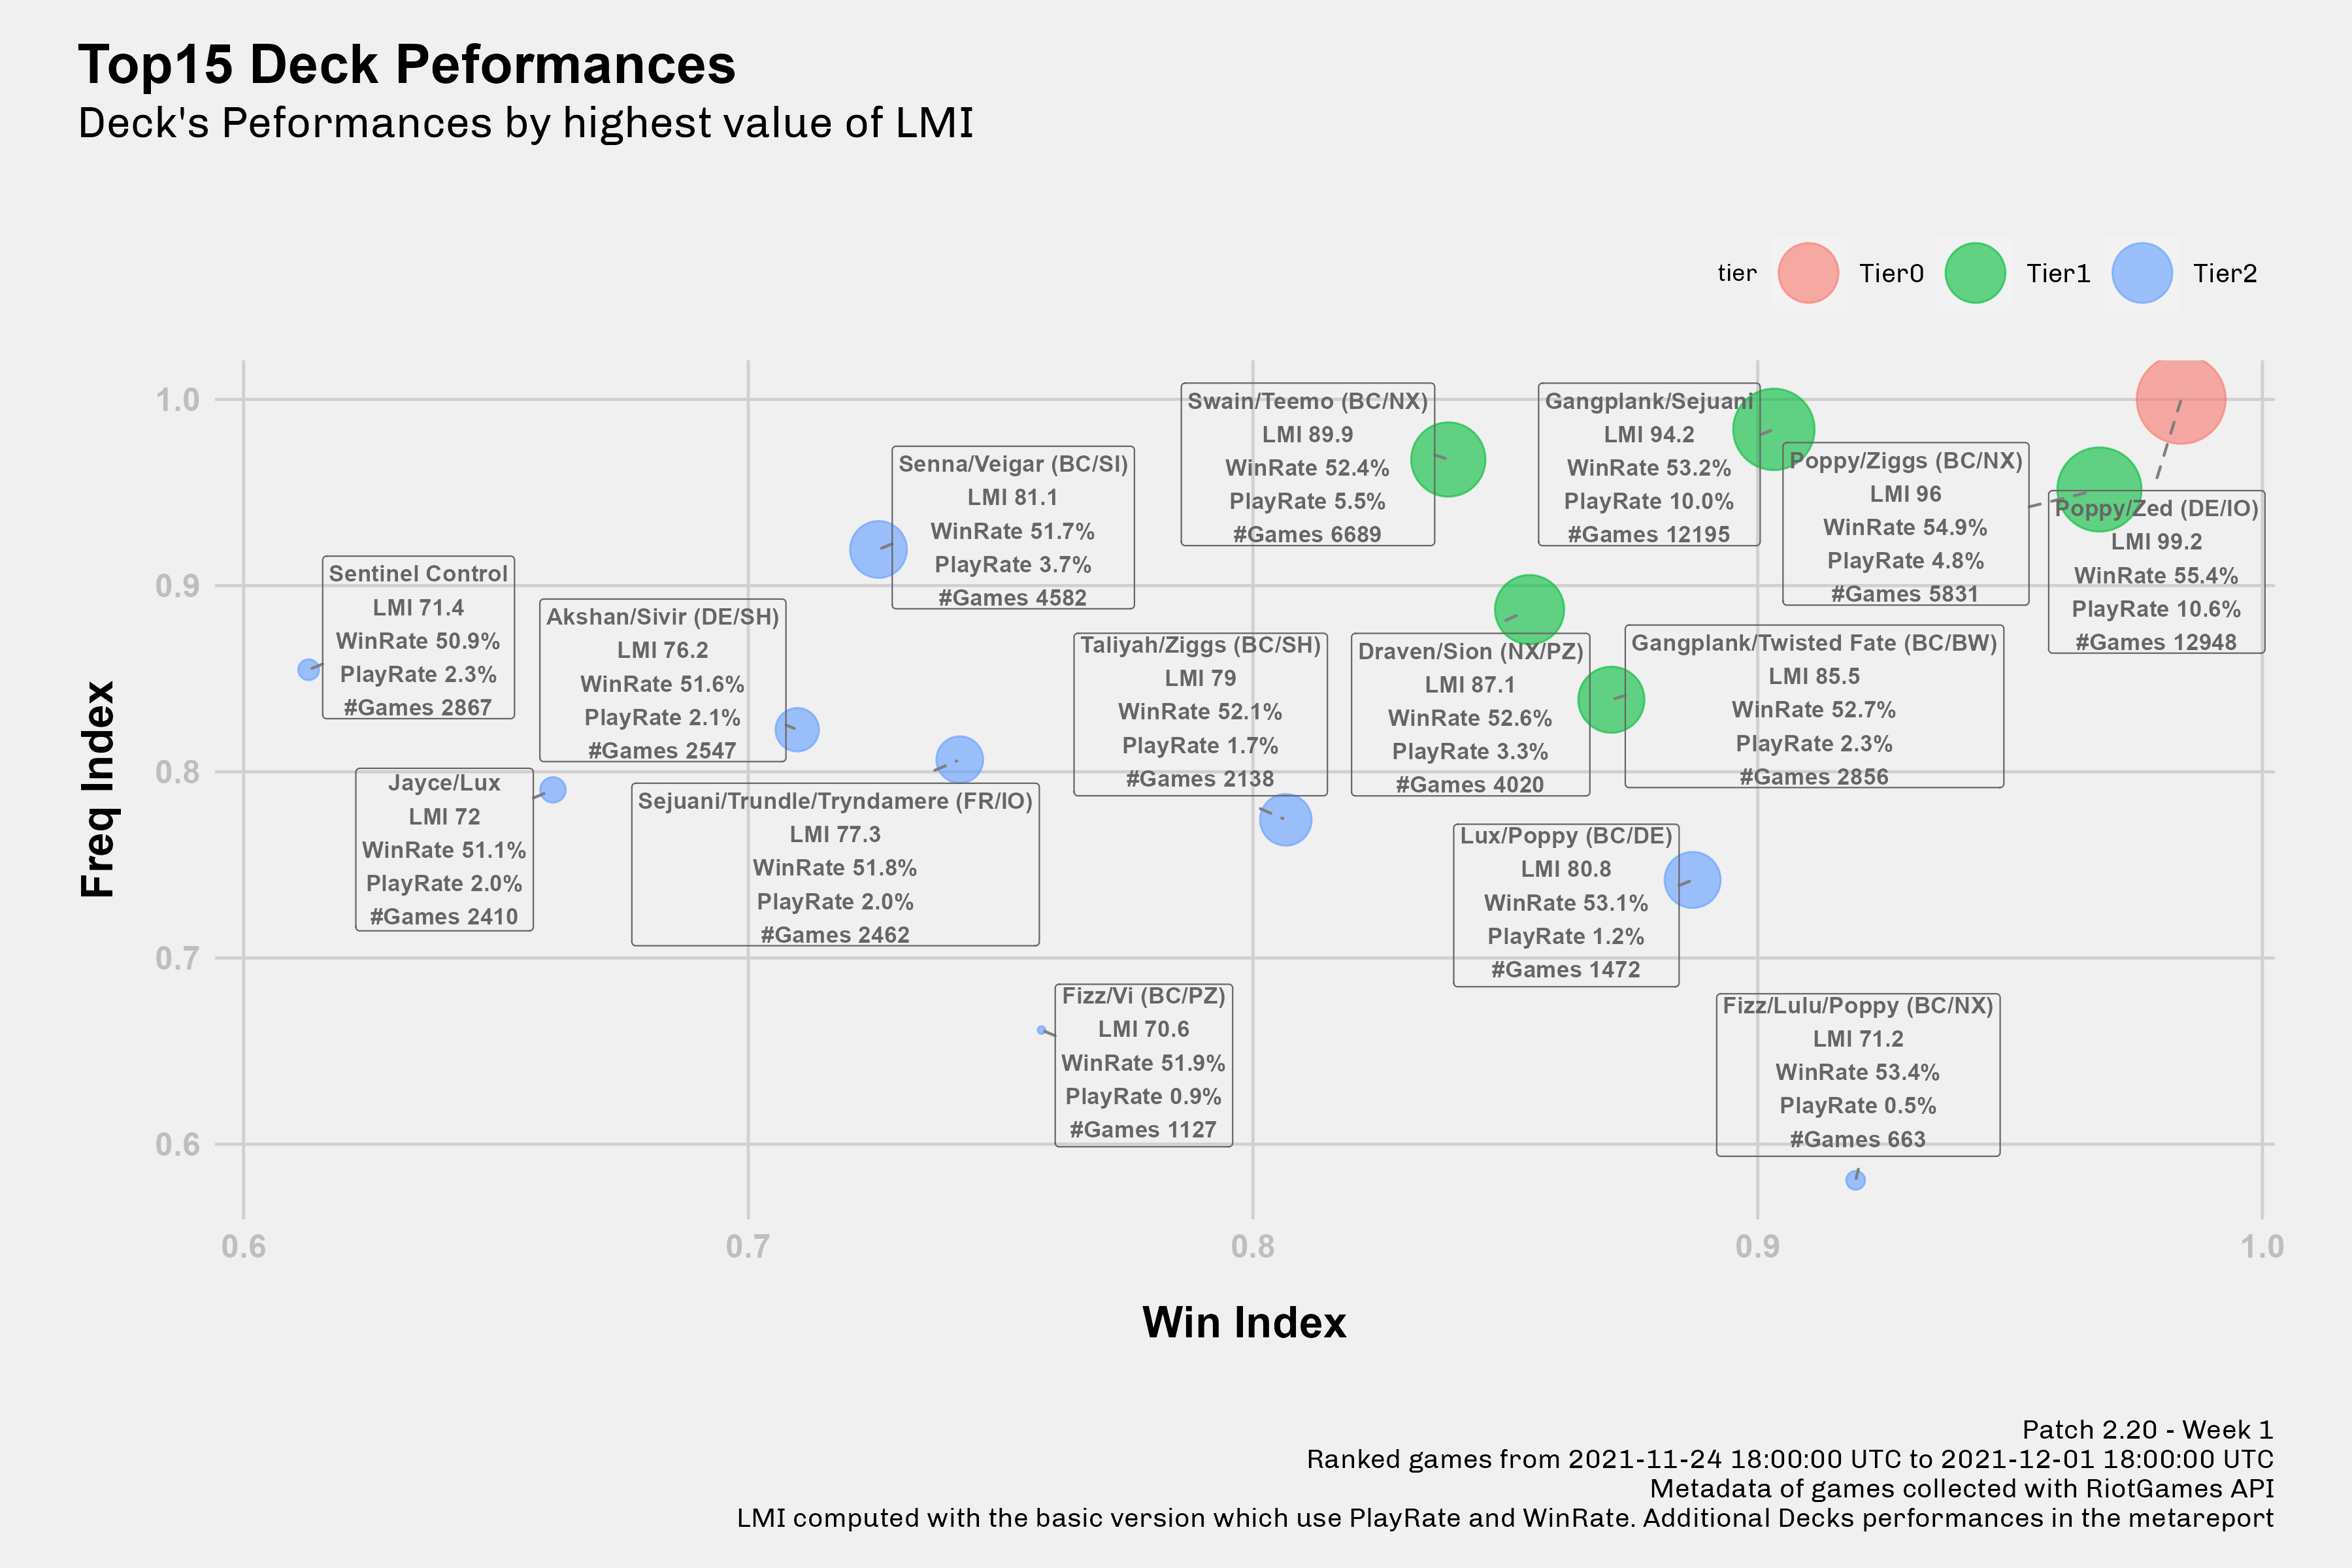 Top15 Deck Peformances
Deck's Peformances by highest value of LMI
tier Tier0 Tier1 Tier2
Freq Index
1.0
0.9
0.8
0.7
0.6
Swain/Teemo (BC/NX)
LMI 89.9
WinRate 52.4%
PlayRate 5.5%
#Games 6689
Gangplank/Sejuani
LMI 94.2
WinRate 53.2%
PlayRate 10.0%
#Games 12195
Poppy/Ziggs (BC/NX)
LMI 96
WinRate 54.9%
PlayRate 4.8%
#Games 5831
Poppy/Zed (DE/IO)
LMI 99.2
WinRate 55.4%
PlayRate 10.6%
#Games 12948
Senna/Veigar (BC/SI)
LMI 81.1
WinRate 51.7%
PlayRate 3.7%
#Games 4582
Sentinel Control
LMI 71.4
WinRate 50.9%
PlayRate 2.3%
#Games 2867
Akshan/Sivir (DE/SH)
LMI 76.2
WinRate 51.6%
PlayRate 2.1%
#Games 2547
Taliyah/Ziggs (BC/SH)
LMI 79
WinRate 52.1%
PlayRate 1.7%
#Games 2138
Draven/Sion (NX/PZ)
LMI 87.1
WinRate 52.6%
PlayRate 3.3%
#Games 4020
Gangplank/Twisted Fate (BC/BW)
LMI 85.5
WinRate 52.7%
PlayRate 2.3%
#Games 2856
Jayce/Lux
LMI 72
WinRate 51.1%
PlayRate 2.0%
#Games 2410
Sejuani/Trundle/Tryndamere (FR/IO)
LMI 77.3
WinRate 51.8%
PlayRate 2.0%
#Games 2462
Lux/Poppy (BC/DE)
LMI 80.8
WinRate 53.1%
PlayRate 1.2%
#Games 1472
Fizz/Vi (BC/PZ)
LMI 70.6
WinRate 51.9%
PlayRate 0.9%
#Games 1127
Fizz/Lulu/Poppy (BC/NX)
LMI 71.2
WinRate 53.4%
PlayRate 0.5%
#Games 663
0.6 0.7 0.8 0.9 1.0
Win Index
Patch 2.20 - Week 1
Ranked games from 2021-11-24 18:00:00 UTC to 2021-12-01 18:00:00 UTC
Metadata of games collected with RiotGames API
LMI computed with the basic version which use PlayRate and WinRate. Additional Decks performances in the metareport